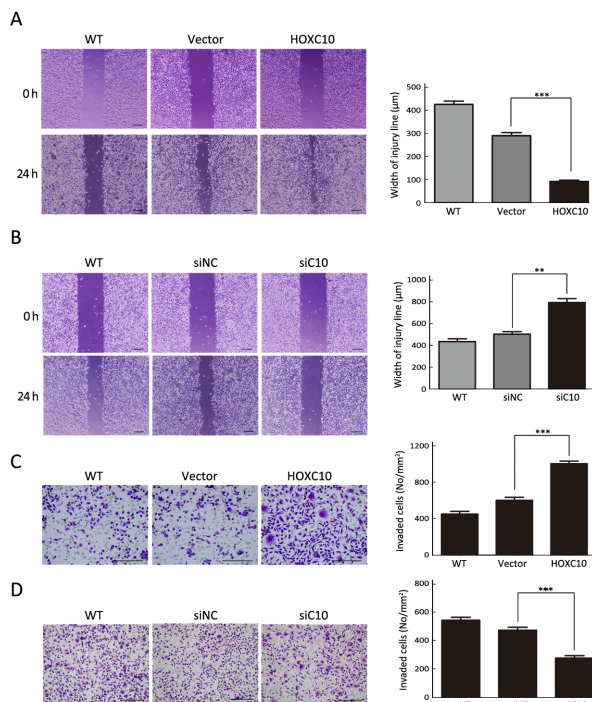 A
WT
Vector
HOXC10
0 h
24 h
Width of injury line (μm)
500
400
300
200
100
0
***
WT
Vector
HOXC10
B
WT
siNC
siC10
0 h
24 h
Width of injury line (μm)
1000
800
600
400
200
0
**
WT
siNC
siC10
C
WT
Vector
HOXC10
Invaded cells (No/mm²)
1200
800
400
0
***
WT
Vector
HOXC10
D
WT
siNC
siC10
Invaded cells (No/mm²)
800
600
400
200
0
***